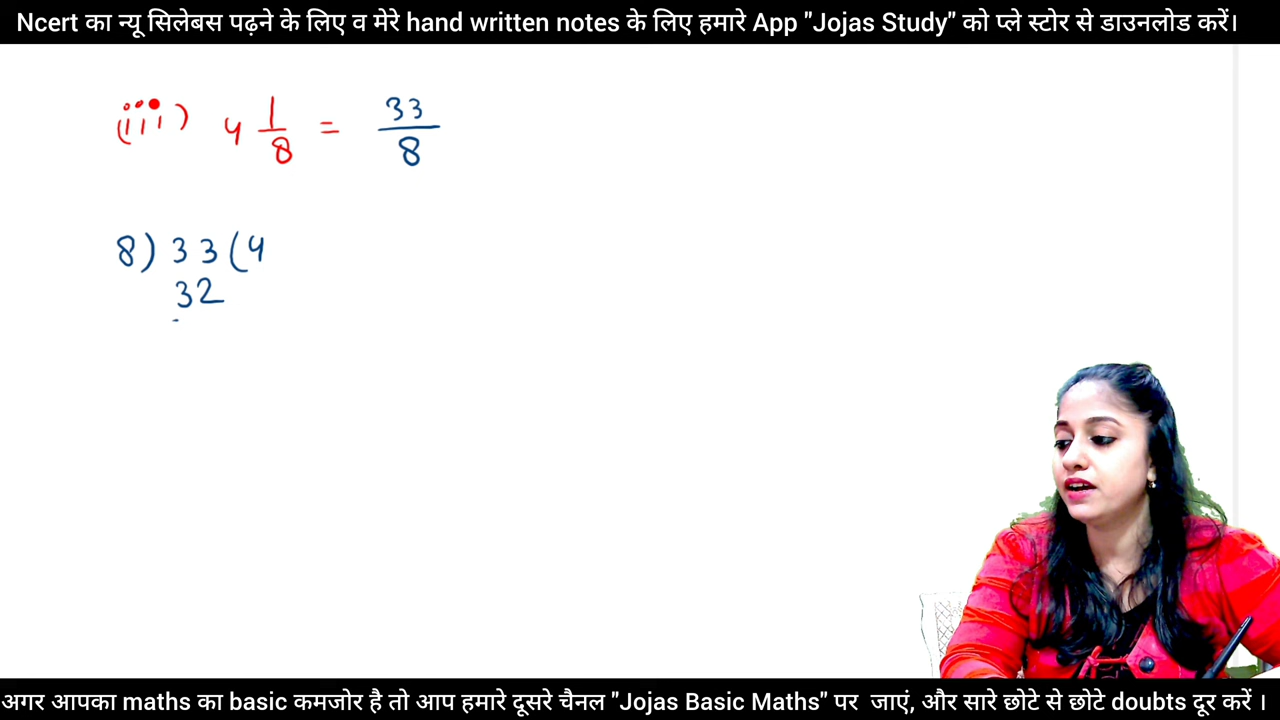 Ncert का न्यू सिलेबस पढ़ने के लिए व मेरे hand written notes के लिए हमारे App "Jojas Study" को प्ले स्टोर से डाउनलोड करें।
(iii) 4 1/8 = 33/8
8) 33 (4
32
अगर आपका maths का basic कमजोर है तो आप हमारे दूसरे चैनल "Jojas Basic Maths" पर जाएं, और सारे छोटे से छोटे doubts दूर करें ।